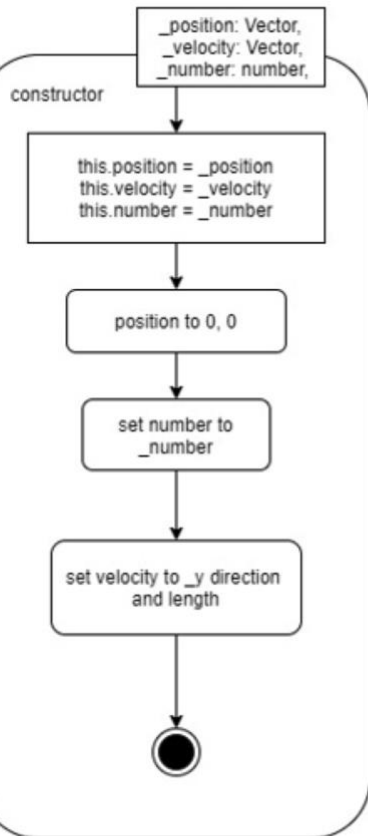 _position: Vector,
_velocity: Vector,
_number: number,
constructor
this.position = _position
this.velocity = _velocity
this.number = _number
position to 0, 0
set number to
_number
set velocity to _y direction
and length